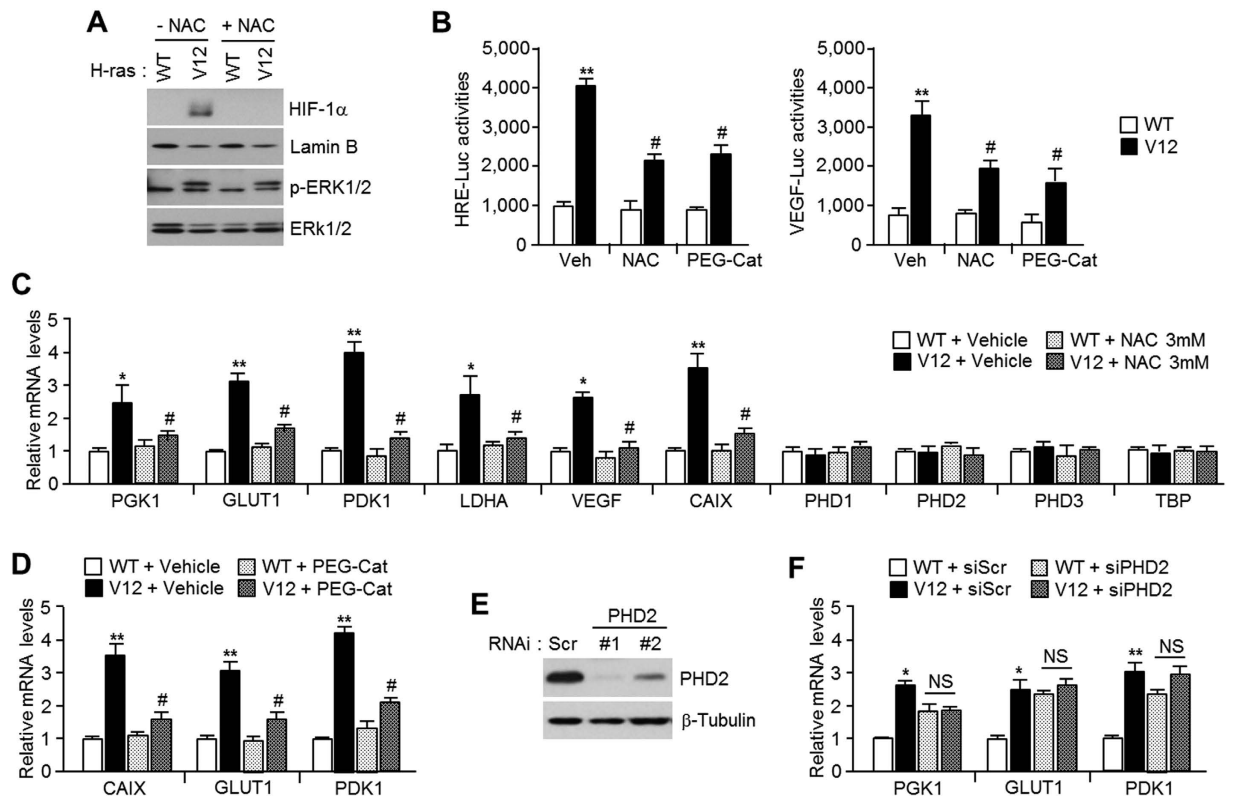 A
- NAC + NAC
H-ras : WT V12 WT V12
HIF-1α
Lamin B
p-ERK1/2
ERk1/2
B
HRE-Luc activities
5,000
4,000
3,000
2,000
1,000
0
** # #
Veh NAC PEG-Cat
VEGF-Luc activities
5,000
4,000
3,000
2,000
1,000
0
** # #
Veh NAC PEG-Cat
WT
V12
C
Relative mRNA levels
5
4
3
2
1
0
* # ** # ** # * # * # ** #
WT + Vehicle WT + NAC 3mM
V12 + Vehicle V12 + NAC 3mM
PGK1 GLUT1 PDK1 LDHA VEGF CAIX PHD1 PHD2 PHD3 TBP
D
WT + Vehicle WT + PEG-Cat
V12 + Vehicle V12 + PEG-Cat
Relative mRNA levels
5
4
3
2
1
0
** # ** # ** #
CAIX GLUT1 PDK1
E
PHD2
RNAi : Scr #1 #2
PHD2
β-Tubulin
F
WT + siScr WT + siPHD2
V12 + siScr V12 + siPHD2
Relative mRNA levels
5
4
3
2
1
0
* NS * NS ** NS
PGK1 GLUT1 PDK1